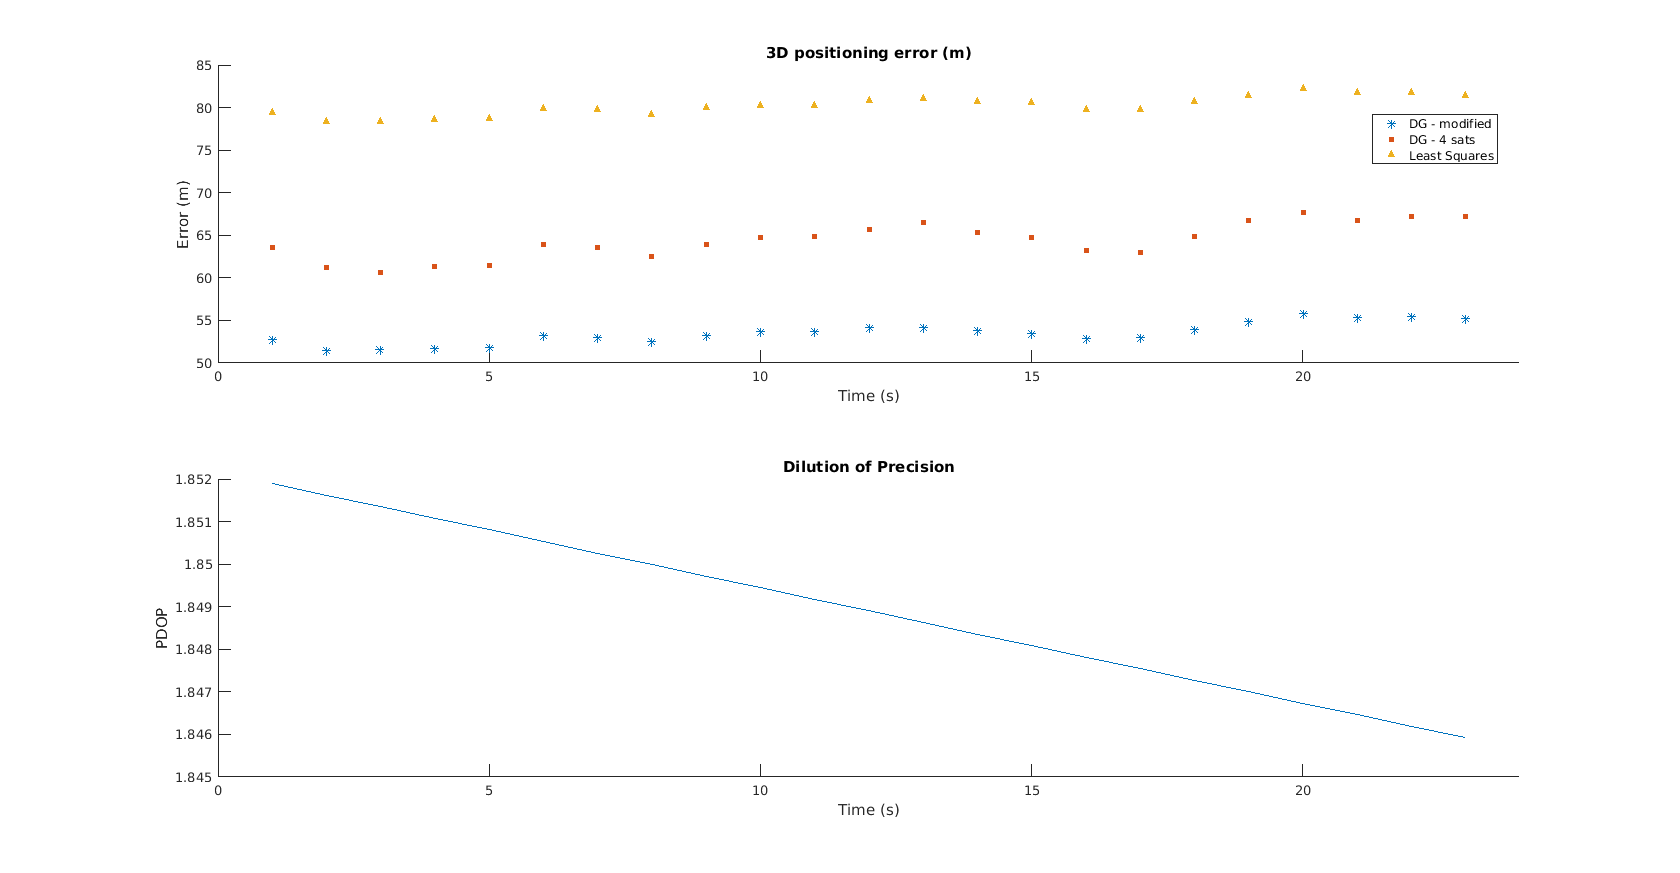 3D positioning error (m)
85
80
75
70
65
60
55
50
Error (m)
DG - modified
DG - 4 sats
Least Squares
0 5 10 15 20
Time (s)
Dilution of Precision
1.852
1.851
1.85
1.849
1.848
1.847
1.846
1.845
PDOP
0 5 10 15 20
Time (s)